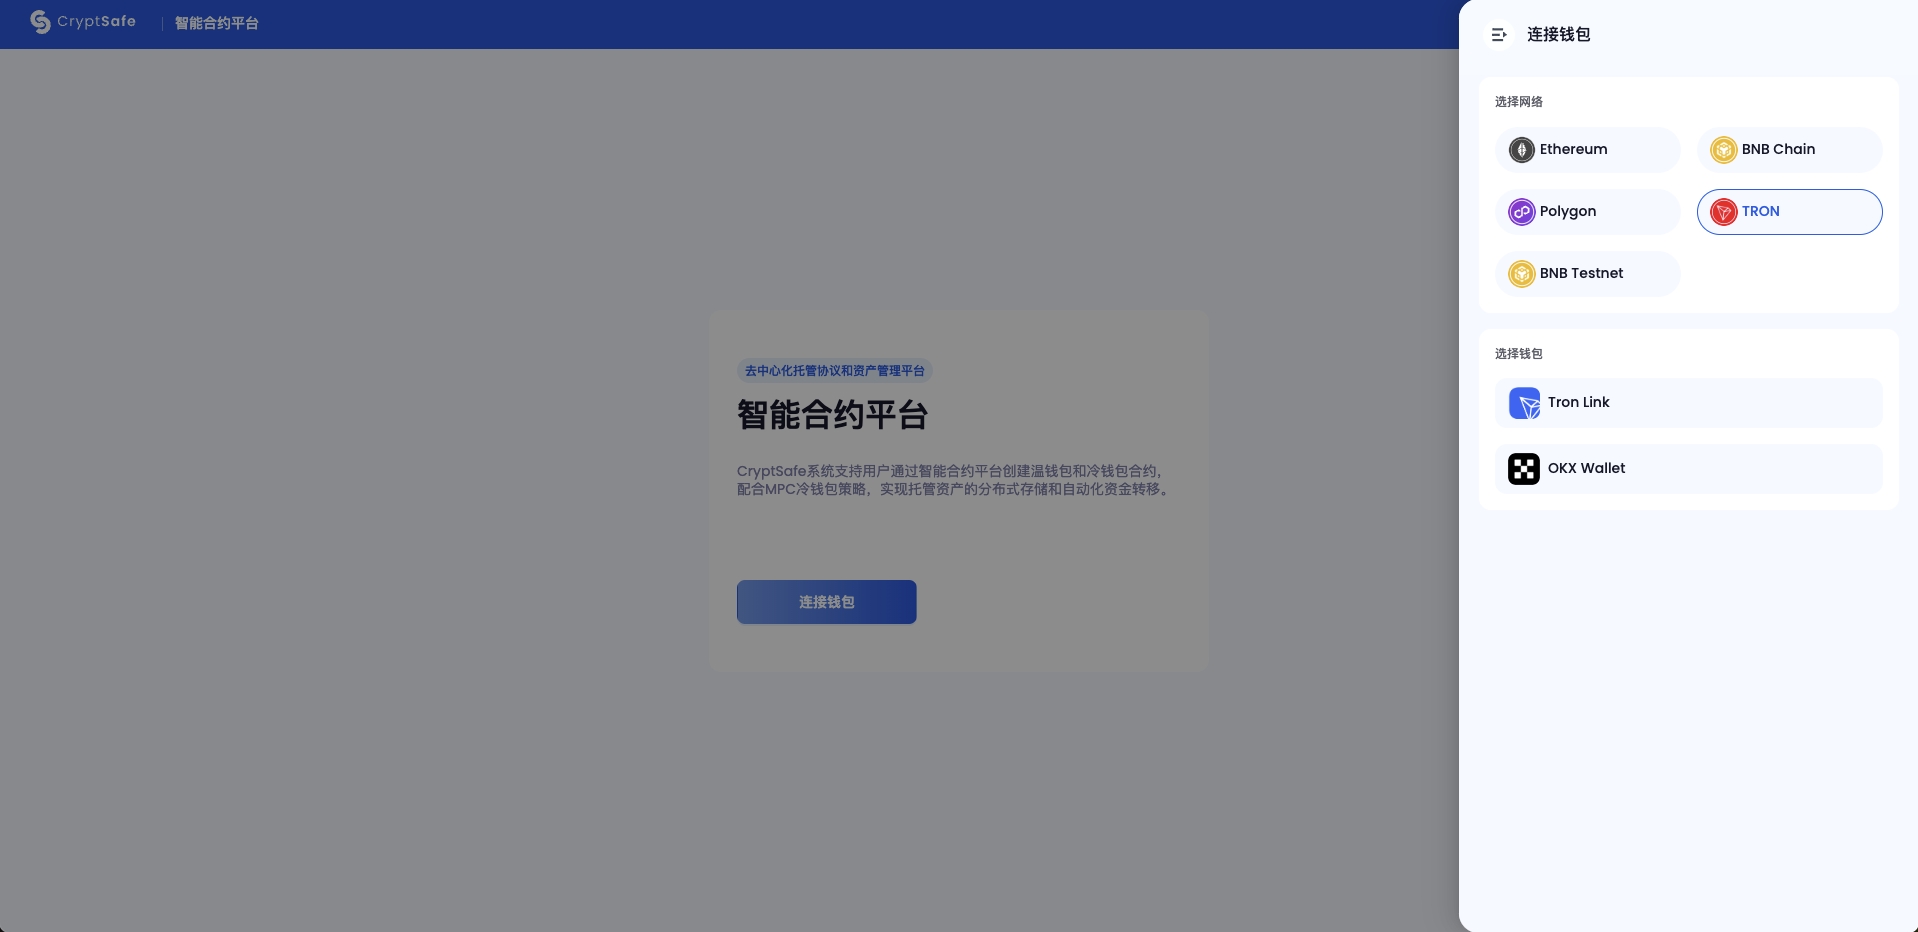 CryptSafe
智能合约平台
去中心化托管协议和资产管理平台
智能合约平台
CryptSafe系统支持用户通过智能合约平台创建温钱包和冷钱包合约，
配合MPC冷钱包策略，实现托管资产的分布式存储和自动化资金转移。
连接钱包
连接钱包
选择网络
Ethereum
BNB Chain
Polygon
TRON
BNB Testnet
选择钱包
Tron Link
OKX Wallet